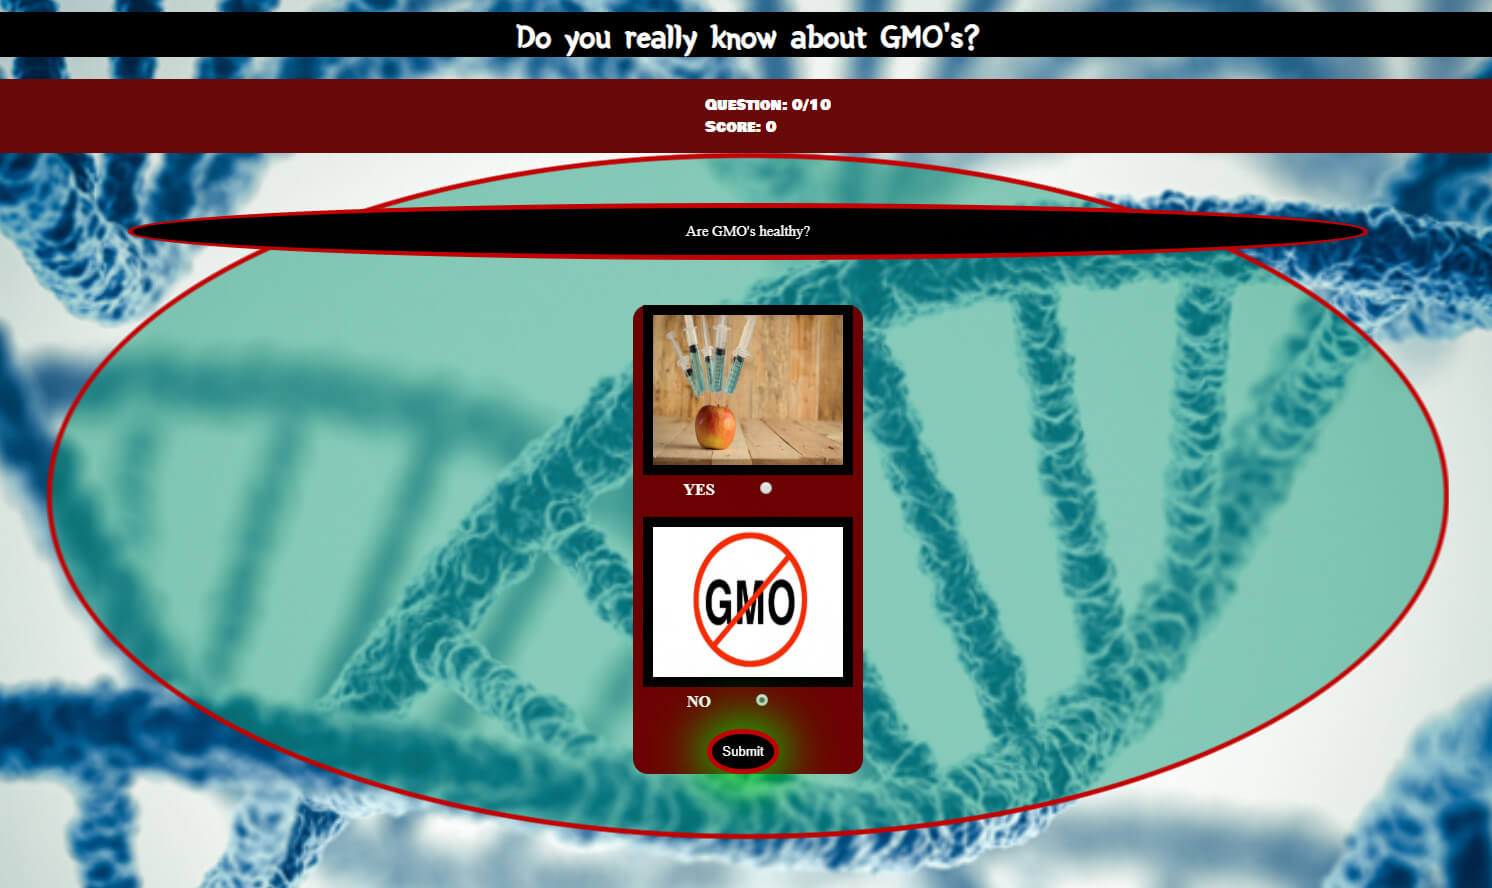 Do you really know about GMO's?
Question: 0/10
Score: 0
Are GMO's healthy?
YES
GMO
NO
Submit